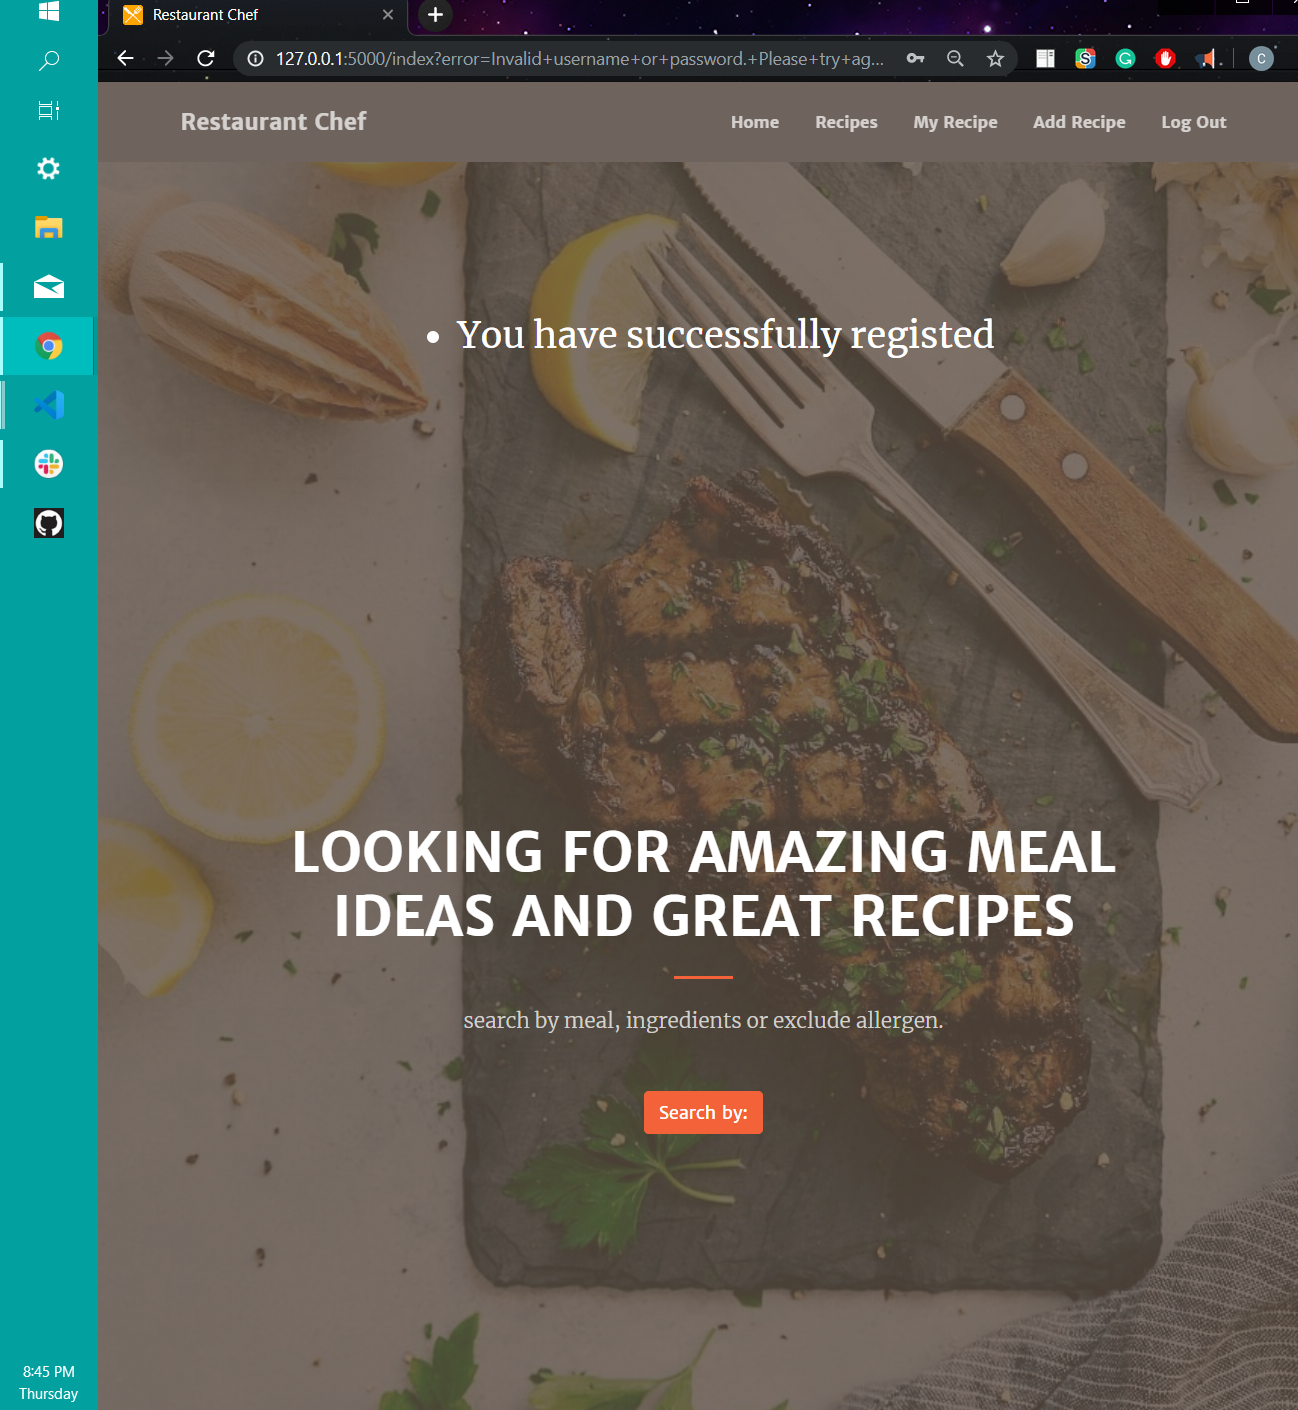 Restaurant Chef
127.0.0.1:5000/index?error=Invalid+username+or+password.+Please+try+ag...
C
Restaurant Chef
Home Recipes My Recipe Add Recipe Log Out
• You have successfully registed
LOOKING FOR AMAZING MEAL
IDEAS AND GREAT RECIPES
search by meal, ingredients or exclude allergen.
Search by:
8:45 PM
Thursday